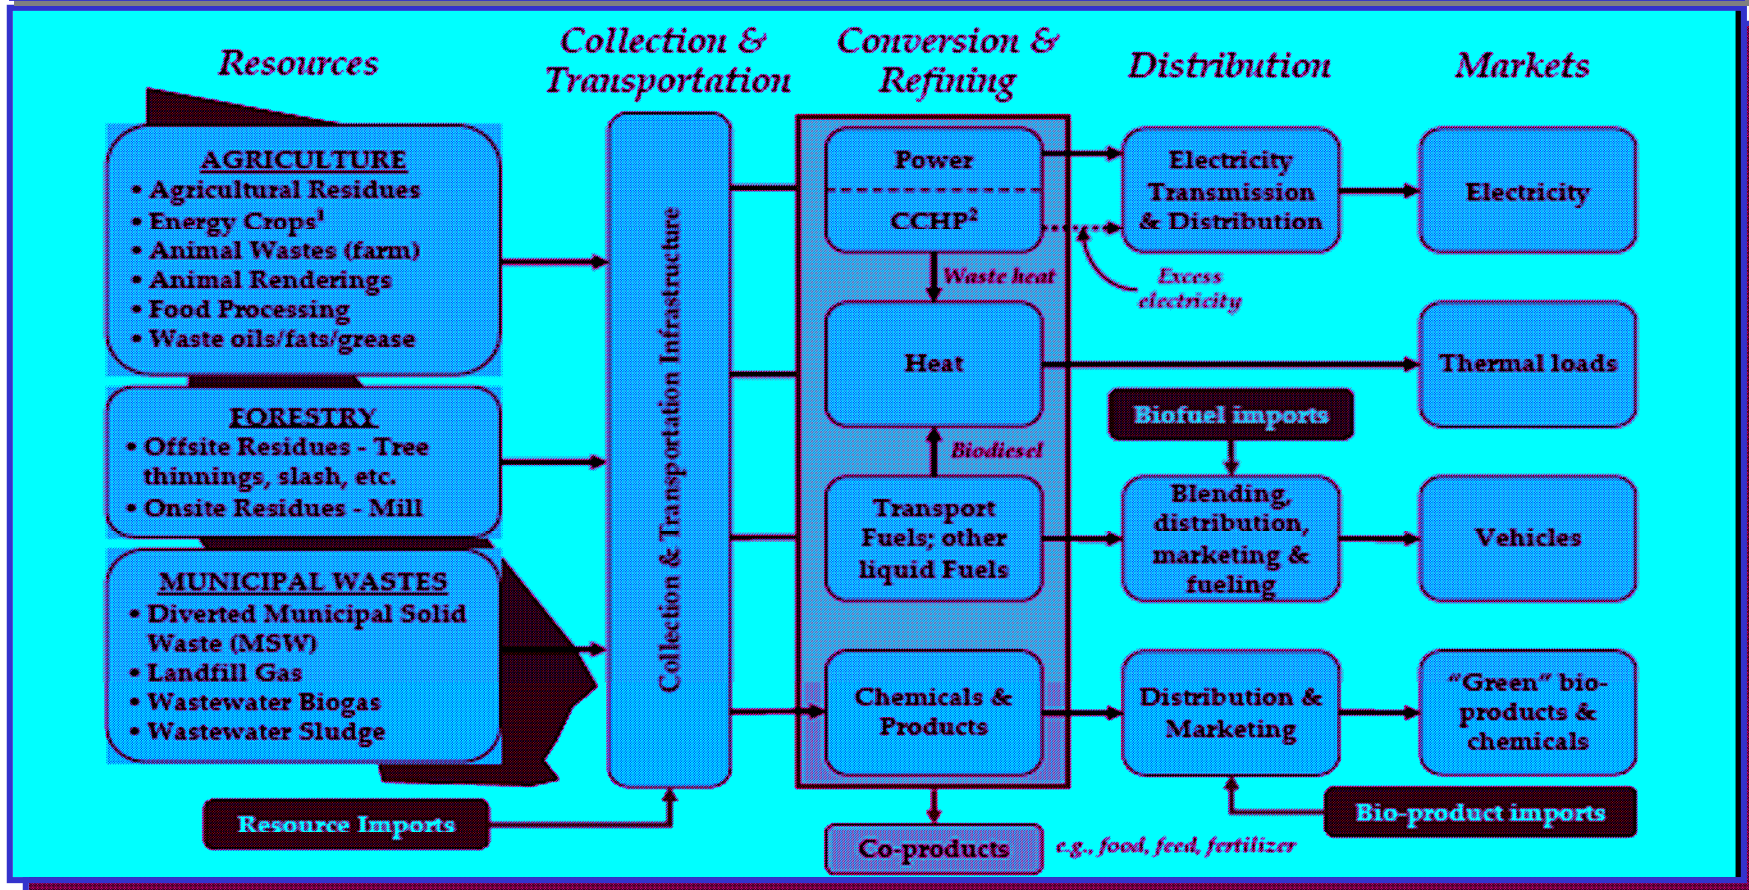 Resources
Collection &
Transportation
Conversion &
Refining
Distribution
Markets
AGRICULTURE
• Agricultural Residues
• Energy Crops¹
• Animal Wastes (farm)
• Animal Renderings
• Food Processing
• Waste oils/fats/grease
FORESTRY
• Offsite Residues - Tree
thinnings, slash, etc.
• Onsite Residues - Mill
MUNICIPAL WASTES
• Diverted Municipal Solid
Waste (MSW)
• Landfill Gas
• Wastewater Biogas
• Wastewater Sludge
Resource Imports
Collection & Transportation Infrastructure
Power
CCHP²
Waste heat
Heat
Biodiesel
Transport
Fuels; other
liquid Fuels
Chemicals &
Products
Co-products
e.g., food, feed, fertilizer
Electricity
Transmission
& Distribution
Excess
electricity
Biofuel imports
Blending,
distribution,
marketing &
fueling
Distribution &
Marketing
Bio-product imports
Electricity
Thermal loads
Vehicles
“Green” bio-
products &
chemicals